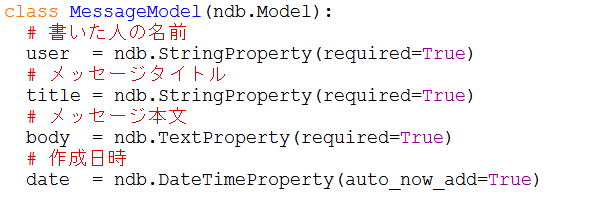 class MessageModel(ndb.Model):
  # 書いた人の名前
  user  = ndb.StringProperty(required=True)
  # メッセージタイトル
  title = ndb.StringProperty(required=True)
  # メッセージ本文
  body  = ndb.TextProperty(required=True)
  # 作成日時
  date  = ndb.DateTimeProperty(auto_now_add=True)